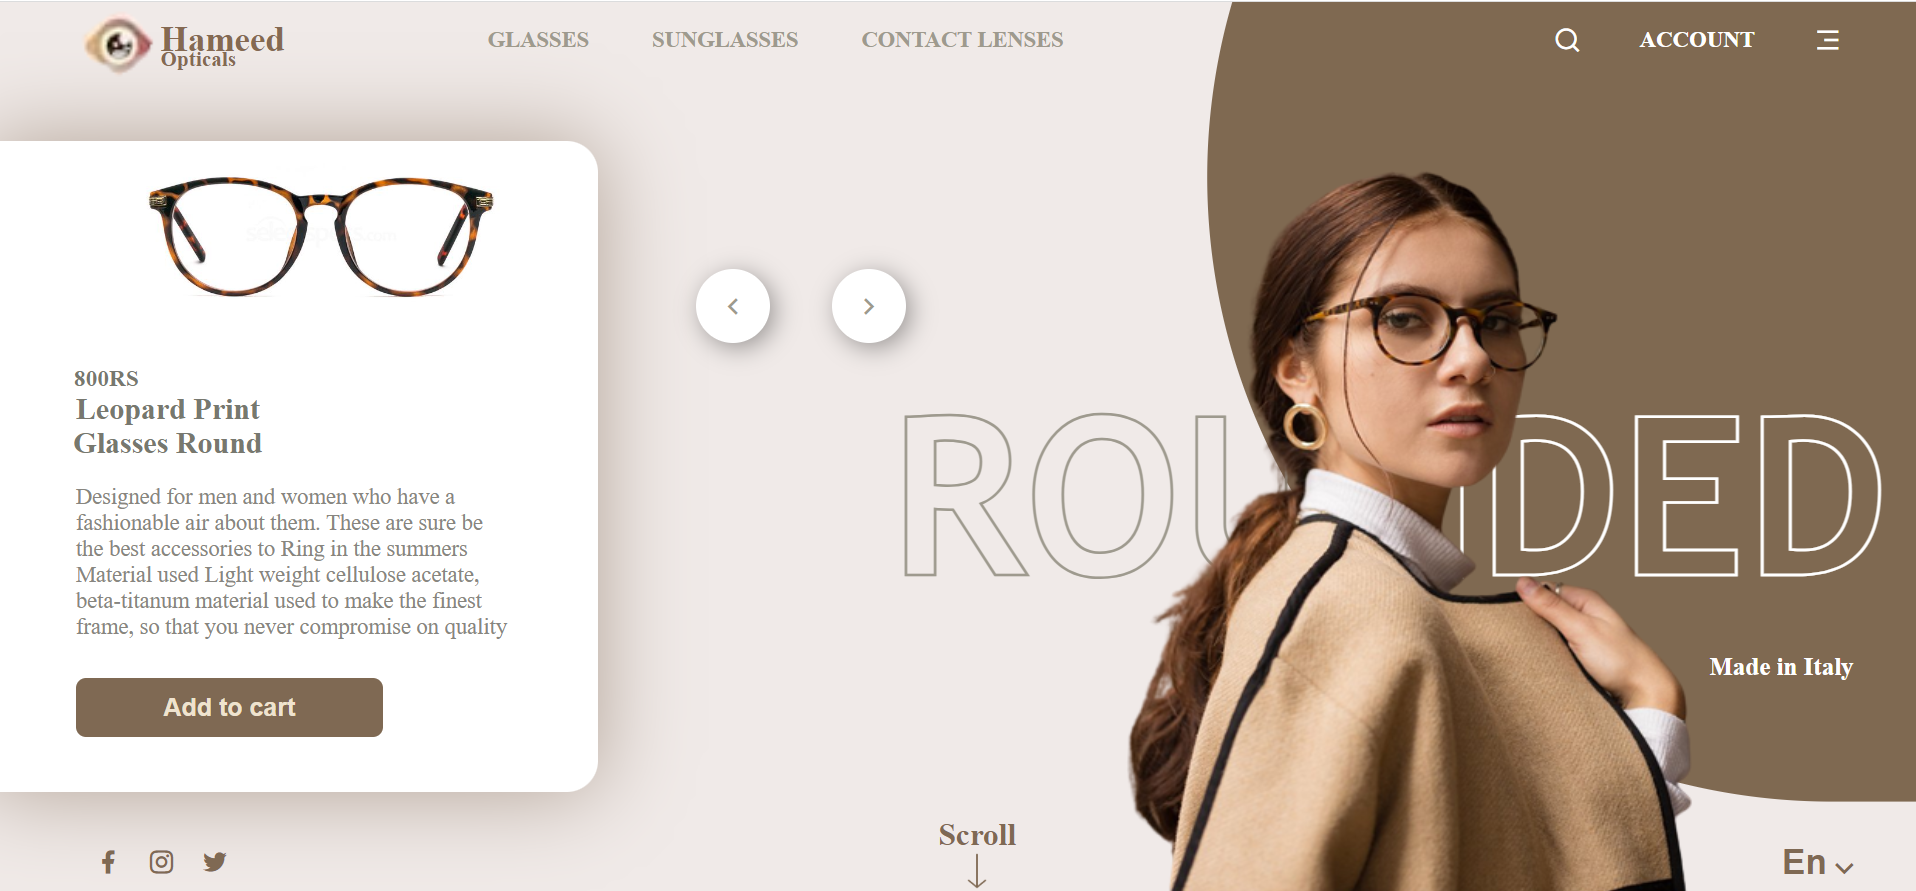 Hameed
Opticals
GLASSES SUNGLASSES CONTACT LENSES
ACCOUNT
800RS
Leopard Print
Glasses Round
Designed for men and women who have a
fashionable air about them. These are sure be
the best accessories to Ring in the summers
Material used Light weight cellulose acetate,
beta-titanum material used to make the finest
frame, so that you never compromise on quality
Add to cart
ROUNDED
Made in Italy
Scroll
En